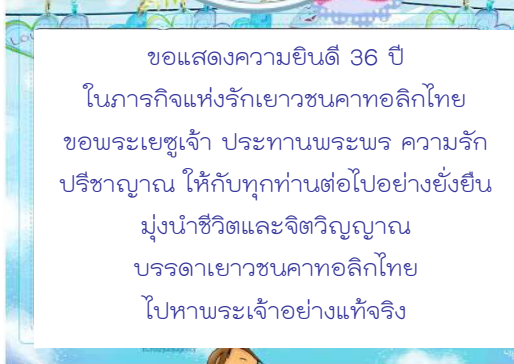 ขอแสดงความยินดี 36 ปี
ในภารกิจแห่งรักเยาวชนคาทอลิกไทย
ขอพระเยซูเจ้า ประทานพระพร ความรัก
ปรีชาญาณ ให้กับทุกท่านต่อไปอย่างยั่งยืน
มุ่งนำชีวิตและจิตวิญญาณ
บรรดาเยาวชนคาทอลิกไทย
ไปหาพระเจ้าอย่างแท้จริง